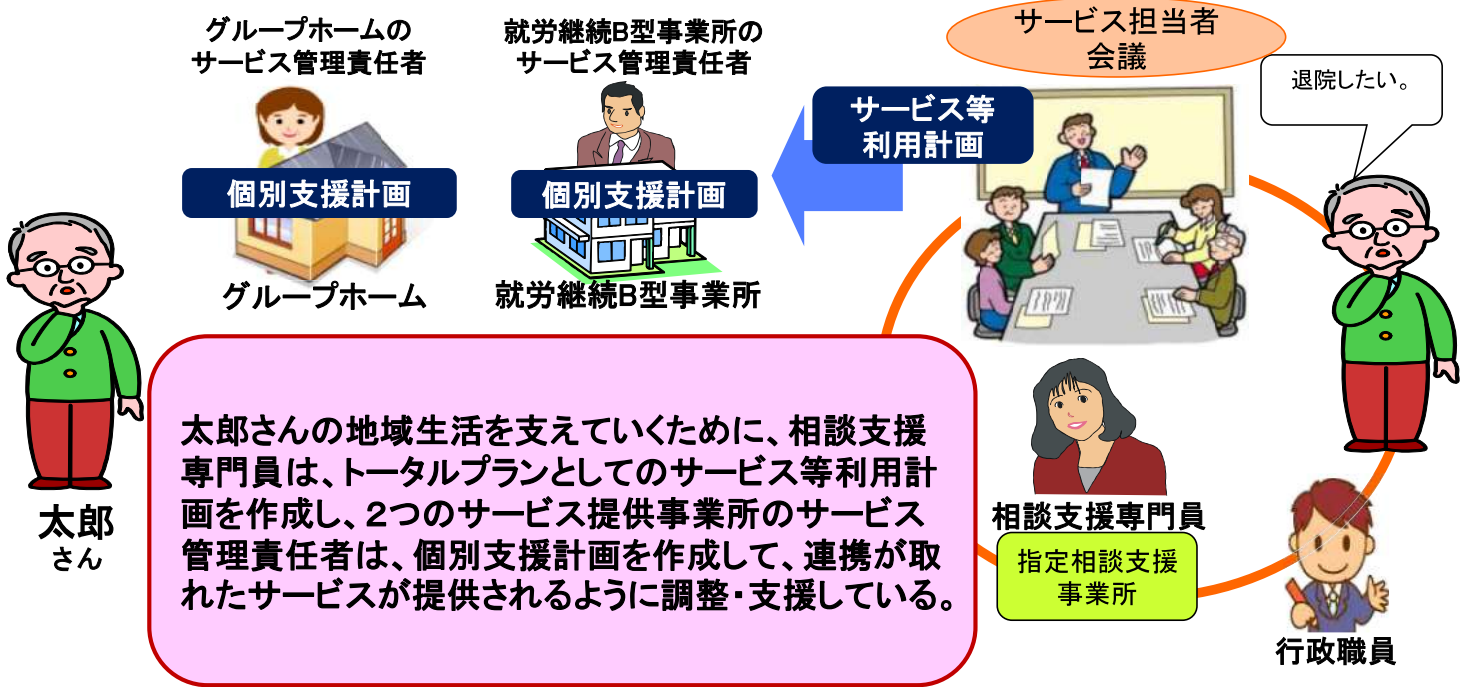 グループホームの
サービス管理責任者
個別支援計画
グループホーム
就労継続B型事業所の
サービス管理責任者
個別支援計画
就労継続B型事業所
サービス等
利用計画
サービス担当者
会議
退院したい。
太郎
さん
太郎さんの地域生活を支えていくために、相談支援
専門員は、トータルプランとしてのサービス等利用計
画を作成し、２つのサービス提供事業所のサービス
管理責任者は、個別支援計画を作成して、連携が取
れたサービスが提供されるように調整・支援している。
相談支援専門員
指定相談支援
事業所
行政職員